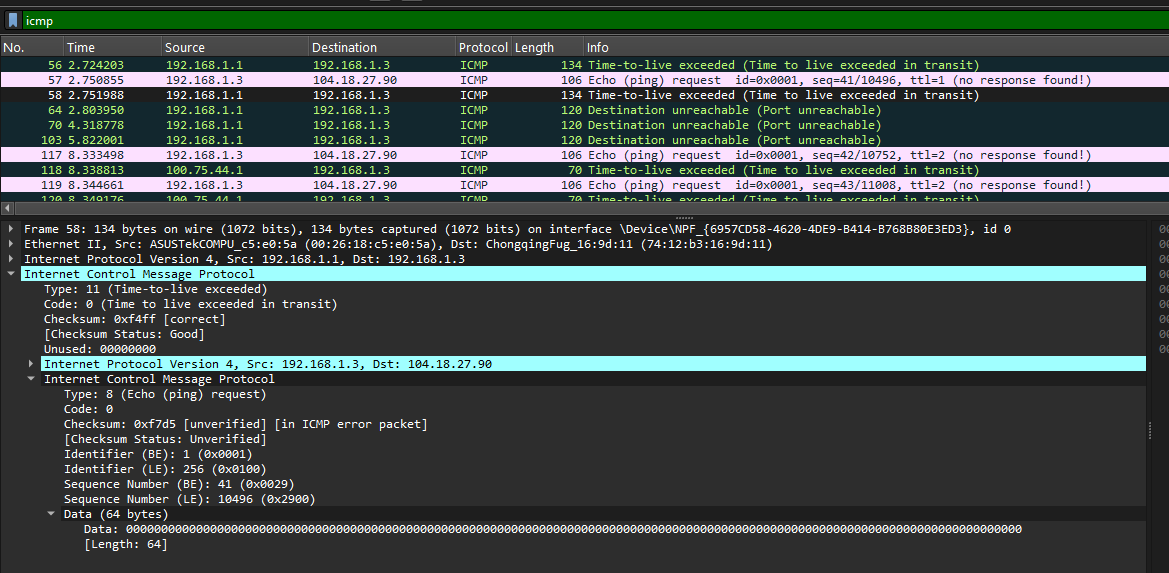 icmp
No. Time Source Destination Protocol Length Info
56 2.724203 192.168.1.1 192.168.1.3 ICMP 134 Time-to-live exceeded (Time to live exceeded in transit)
57 2.750855 192.168.1.3 104.18.27.90 ICMP 106 Echo (ping) request id=0x0001, seq=41/10496, ttl=1 (no response found!)
58 2.751988 192.168.1.1 192.168.1.3 ICMP 134 Time-to-live exceeded (Time to live exceeded in transit)
64 2.803950 192.168.1.1 192.168.1.3 ICMP 120 Destination unreachable (Port unreachable)
70 4.318778 192.168.1.1 192.168.1.3 ICMP 120 Destination unreachable (Port unreachable)
103 5.822001 192.168.1.1 192.168.1.3 ICMP 120 Destination unreachable (Port unreachable)
117 8.333498 192.168.1.3 104.18.27.90 ICMP 106 Echo (ping) request id=0x0001, seq=42/10752, ttl=2 (no response found!)
118 8.338813 100.75.44.1 192.168.1.3 ICMP 70 Time-to-live exceeded (Time to live exceeded in transit)
119 8.344661 192.168.1.3 104.18.27.90 ICMP 106 Echo (ping) request id=0x0001, seq=43/11008, ttl=2 (no response found!)
120 8.349176 100.75.44.1 192.168.1.3 ICMP 70 Time-to-live exceeded (Time to live exceeded in transit)
Frame 58: 134 bytes on wire (1072 bits), 134 bytes captured (1072 bits) on interface \Device\NPF_{6957CD58-4620-4DE9-B414-B768B80E3ED3}, id 0
Ethernet II, Src: ASUSTekCOMPU_c5:e0:5a (00:26:18:c5:e0:5a), Dst: ChongqingFug_16:9d:11 (74:12:b3:16:9d:11)
Internet Protocol Version 4, Src: 192.168.1.1, Dst: 192.168.1.3
Internet Control Message Protocol
Type: 11 (Time-to-live exceeded)
Code: 0 (Time to live exceeded in transit)
Checksum: 0xf4ff [correct]
[Checksum Status: Good]
Unused: 00000000
Internet Protocol Version 4, Src: 192.168.1.3, Dst: 104.18.27.90
Internet Control Message Protocol
Type: 8 (Echo (ping) request)
Code: 0
Checksum: 0xf7d5 [unverified] [in ICMP error packet]
[Checksum Status: Unverified]
Identifier (BE): 1 (0x0001)
Identifier (LE): 256 (0x0100)
Sequence Number (BE): 41 (0x0029)
Sequence Number (LE): 10496 (0x2900)
Data (64 bytes)
Data: 00000000000000000000000000000000000000000000000000000000000000000000000000000000000000000000000000000000000000000000000000000000
[Length: 64]